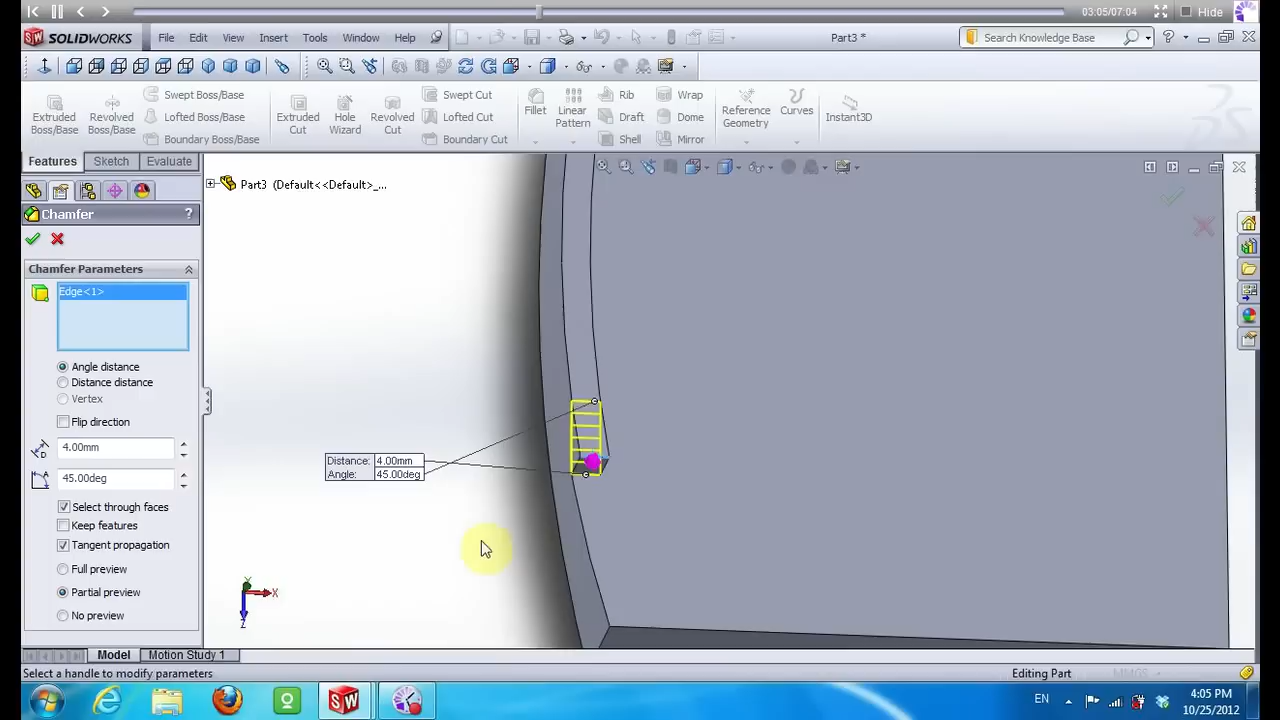 03:05/07:04
Hide
SOLIDWORKS
File Edit View Insert Tools Window Help
Part3 *
Search Knowledge Base
Extruded Boss/Base
Revolved Boss/Base
Swept Boss/Base
Lofted Boss/Base
Boundary Boss/Base
Extruded Cut
Hole Wizard
Revolved Cut
Swept Cut
Lofted Cut
Boundary Cut
Fillet
Linear Pattern
Rib
Draft
Shell
Wrap
Dome
Mirror
Reference Geometry
Curves
Instant3D
Features Sketch Evaluate
Part3 (Default<<Default>_...
Chamfer
?
Chamfer Parameters
Edge<1>
Angle distance
Distance distance
Vertex
Flip direction
4.00mm
45.00deg
Select through faces
Keep features
Tangent propagation
Full preview
Partial preview
No preview
Distance: 4.00mm
Angle: 45.00deg
Y
X
Z
Model Motion Study 1
Select a handle to modify parameters
Editing Part
MMGS
EN
4:05 PM
10/25/2012